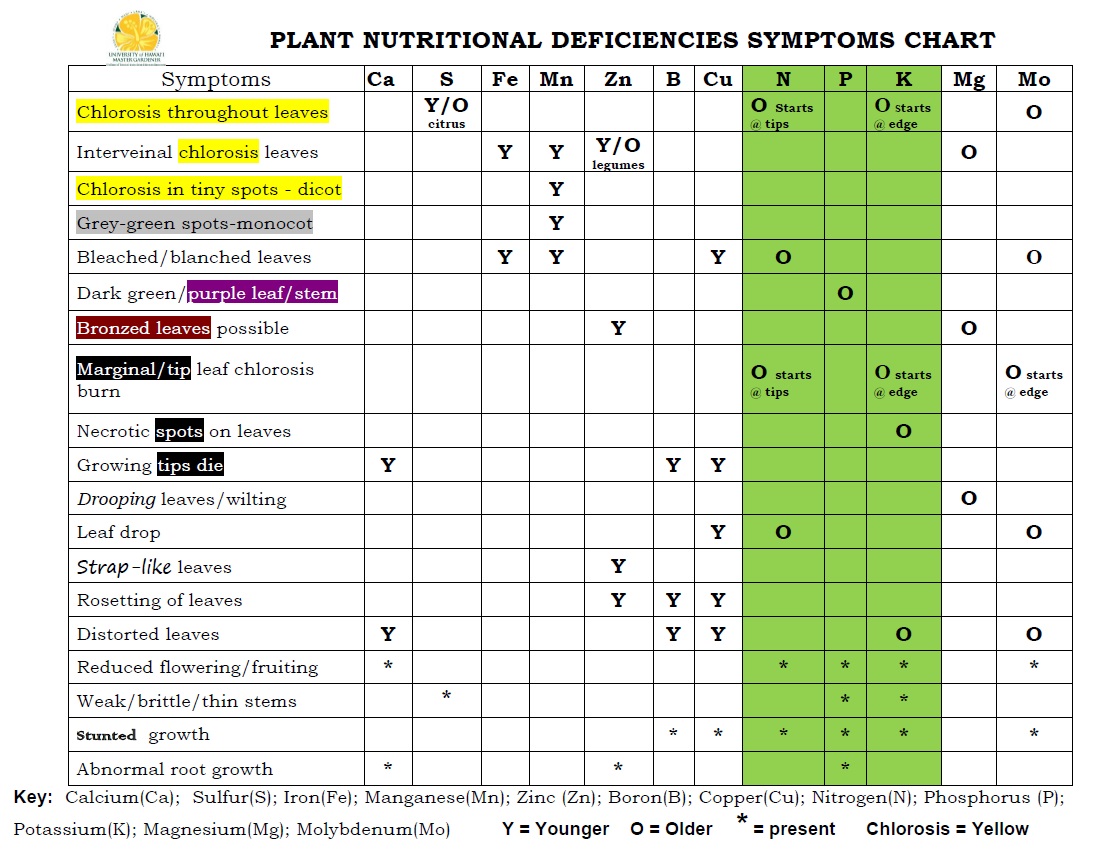 UNIVERSITY OF HAWAI'I
MASTER GARDENER
PLANT NUTRITIONAL DEFICIENCIES SYMPTOMS CHART
Symptoms Ca S Fe Mn Zn B Cu N P K Mg Mo
Chlorosis throughout leaves Y/O citrus O Starts @ tips O starts @ edge O
Interveinal chlorosis leaves Y Y Y/O legumes O
Chlorosis in tiny spots - dicot Y
Grey-green spots-monocot Y
Bleached/blanched leaves Y Y Y O O
Dark green/purple leaf/stem O
Bronzed leaves possible Y O
Marginal/tip leaf chlorosis burn O starts @ tips O starts @ edge O starts @ edge
Necrotic spots on leaves O
Growing tips die Y Y Y
Drooping leaves/wilting O
Leaf drop Y O O
Strap-like leaves Y
Rosetting of leaves Y Y Y
Distorted leaves Y Y Y O O
Reduced flowering/fruiting * * * * *
Weak/brittle/thin stems * * *
Stunted growth * * * * * *
Abnormal root growth * * *
Key: Calcium(Ca); Sulfur(S); Iron(Fe); Manganese(Mn); Zinc (Zn); Boron(B); Copper(Cu); Nitrogen(N); Phosphorus (P);
Potassium(K); Magnesium(Mg); Molybdenum(Mo) Y = Younger O = Older * = present Chlorosis = Yellow